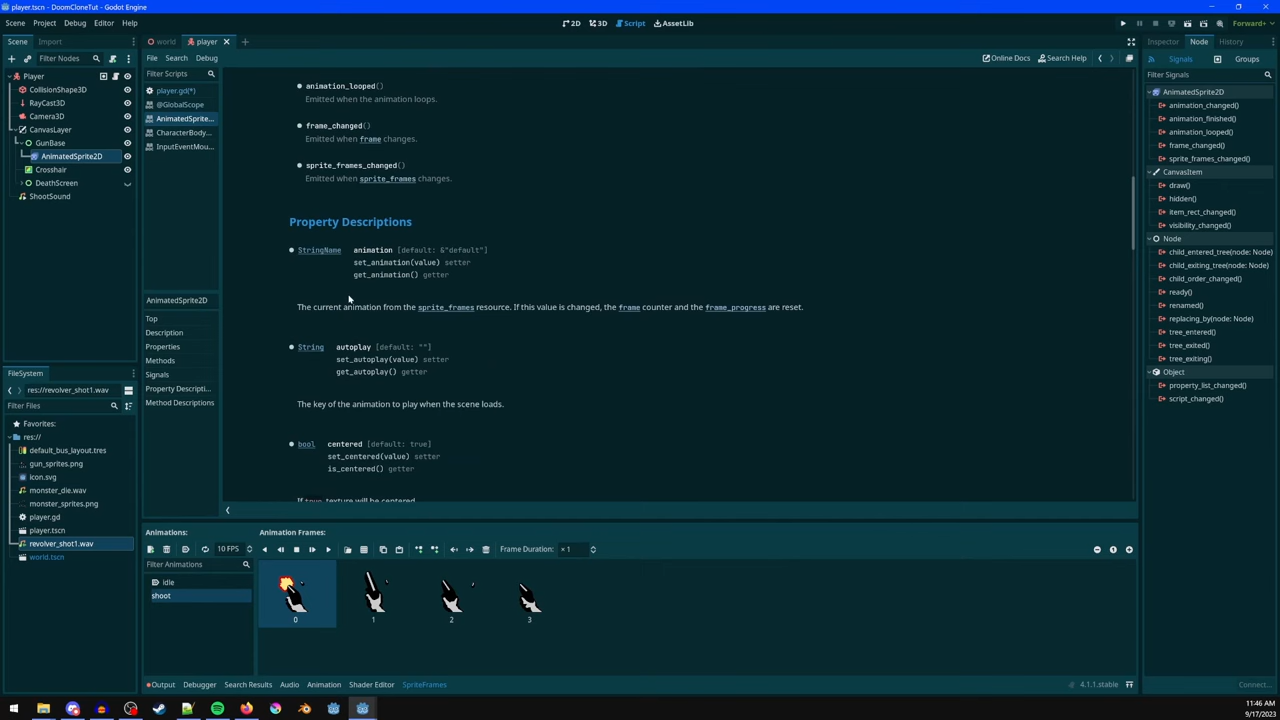 player.tscn - DoomCloneTut - Godot Engine
Scene Project Debug Editor Help
2D 3D Script AssetLib
Forward+
Scene Import
Filter Nodes
Player
CollisionShape3D
RayCast3D
Camera3D
CanvasLayer
GunBase
AnimatedSprite2D
Crosshair
DeathScreen
ShootSound
FileSystem
res://revolver_shot1.wav
Filter Files
Favorites:
res://
default_bus_layout.tres
gun_sprites.png
icon.svg
monster_die.wav
monster_sprites.png
player.gd
player.tscn
revolver_shot1.wav
world.tscn
world player
File Search Debug
Online Docs Search Help
Filter Scripts
player.gd(*)
@GlobalScope
AnimatedSprite...
CharacterBody...
InputEventMou...
AnimatedSprite2D
Top
Description
Properties
Methods
Signals
Property Descripti...
Method Descriptions
animation_looped()
Emitted when the animation loops.
frame_changed()
Emitted when frame changes.
sprite_frames_changed()
Emitted when sprite_frames changes.
Property Descriptions
StringName animation [default: &"default"]
set_animation(value) setter
get_animation() getter
The current animation from the sprite_frames resource. If this value is changed, the frame counter and the frame_progress are reset.
String autoplay [default: ""]
set_autoplay(value) setter
get_autoplay() getter
The key of the animation to play when the scene loads.
bool centered [default: true]
set_centered(value) setter
is_centered() getter
If true texture will be centered
Animations:
10 FPS
Filter Animations
idle
shoot
Animation Frames:
Frame Duration: ×1
0 1 2 3
Output Debugger Search Results Audio Animation Shader Editor SpriteFrames
4.1.1.stable
Inspector Node History
Signals Groups
Filter Signals
AnimatedSprite2D
animation_changed()
animation_finished()
animation_looped()
frame_changed()
sprite_frames_changed()
CanvasItem
draw()
hidden()
item_rect_changed()
visibility_changed()
Node
child_entered_tree(node: Node)
child_exiting_tree(node: Node)
child_order_changed()
ready()
renamed()
replacing_by(node: Node)
tree_entered()
tree_exited()
tree_exiting()
Object
property_list_changed()
script_changed()
Connect...
11:46 AM
9/17/2023